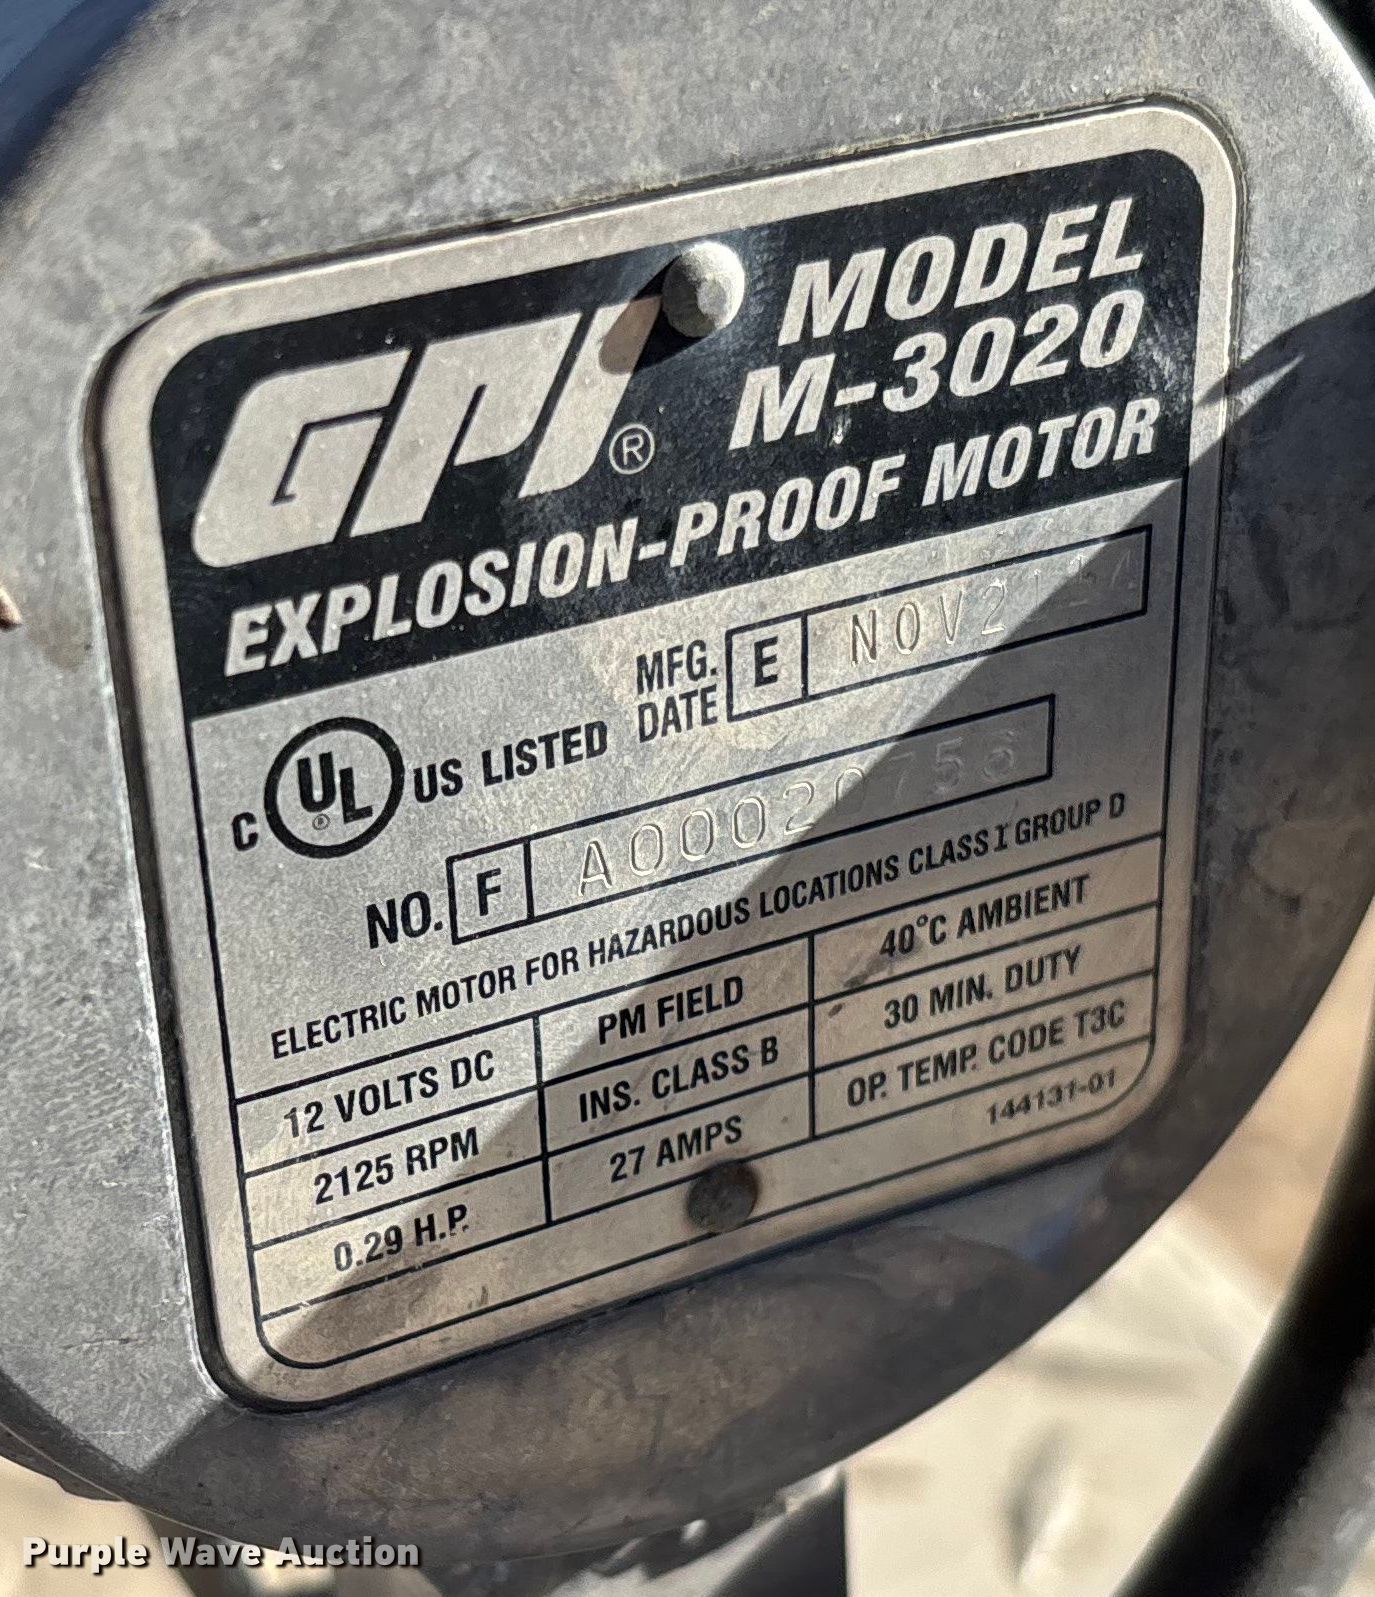 GPI®
MODEL
M-3020
EXPLOSION-PROOF MOTOR
C UL® US LISTED
MFG. DATE E
NO. F
ELECTRIC MOTOR FOR HAZARDOUS LOCATIONS CLASS I GROUP D
12 VOLTS DC PM FIELD 40°C AMBIENT
2125 RPM INS. CLASS B 30 MIN. DUTY
0.29 H.P. 27 AMPS OP. TEMP. CODE T3C
144131-01
Purple Wave Auction